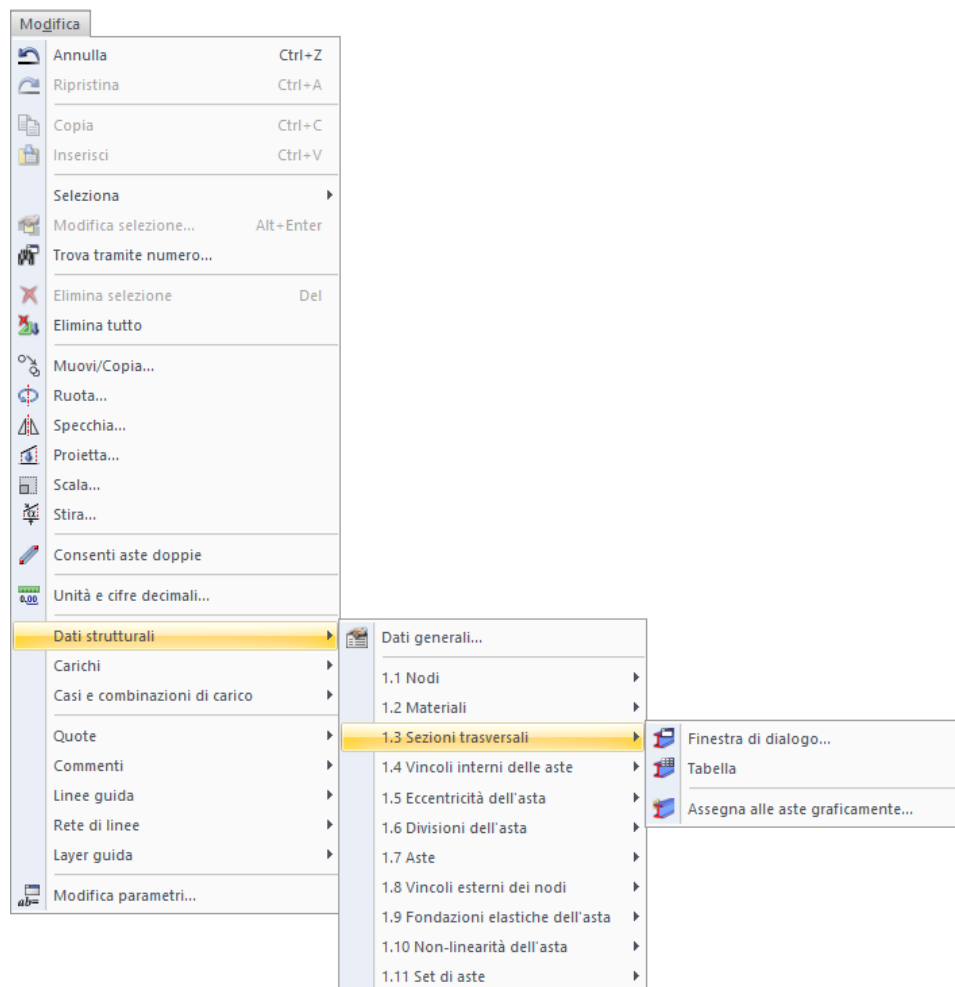 Modifica
Annulla Ctrl+Z
Ripristina Ctrl+A
Copia Ctrl+C
Inserisci Ctrl+V
Seleziona
Modifica selezione... Alt+Enter
Trova tramite numero...
Elimina selezione Del
Elimina tutto
Muovi/Copia...
Ruota...
Specchia...
Proietta...
Scala...
Stira...
Consenti aste doppie
0.00 Unità e cifre decimali...
Dati strutturali
Carichi
Casi e combinazioni di carico
Quote
Commenti
Linee guida
Rete di linee
Layer guida
ab= Modifica parametri...
Dati generali...
1.1 Nodi
1.2 Materiali
1.3 Sezioni trasversali
1.4 Vincoli interni delle aste
1.5 Eccentricità dell'asta
1.6 Divisioni dell'asta
1.7 Aste
1.8 Vincoli esterni dei nodi
1.9 Fondazioni elastiche dell'asta
1.10 Non-linearità dell'asta
1.11 Set di aste
Finestra di dialogo...
Tabella
Assegna alle aste graficamente...